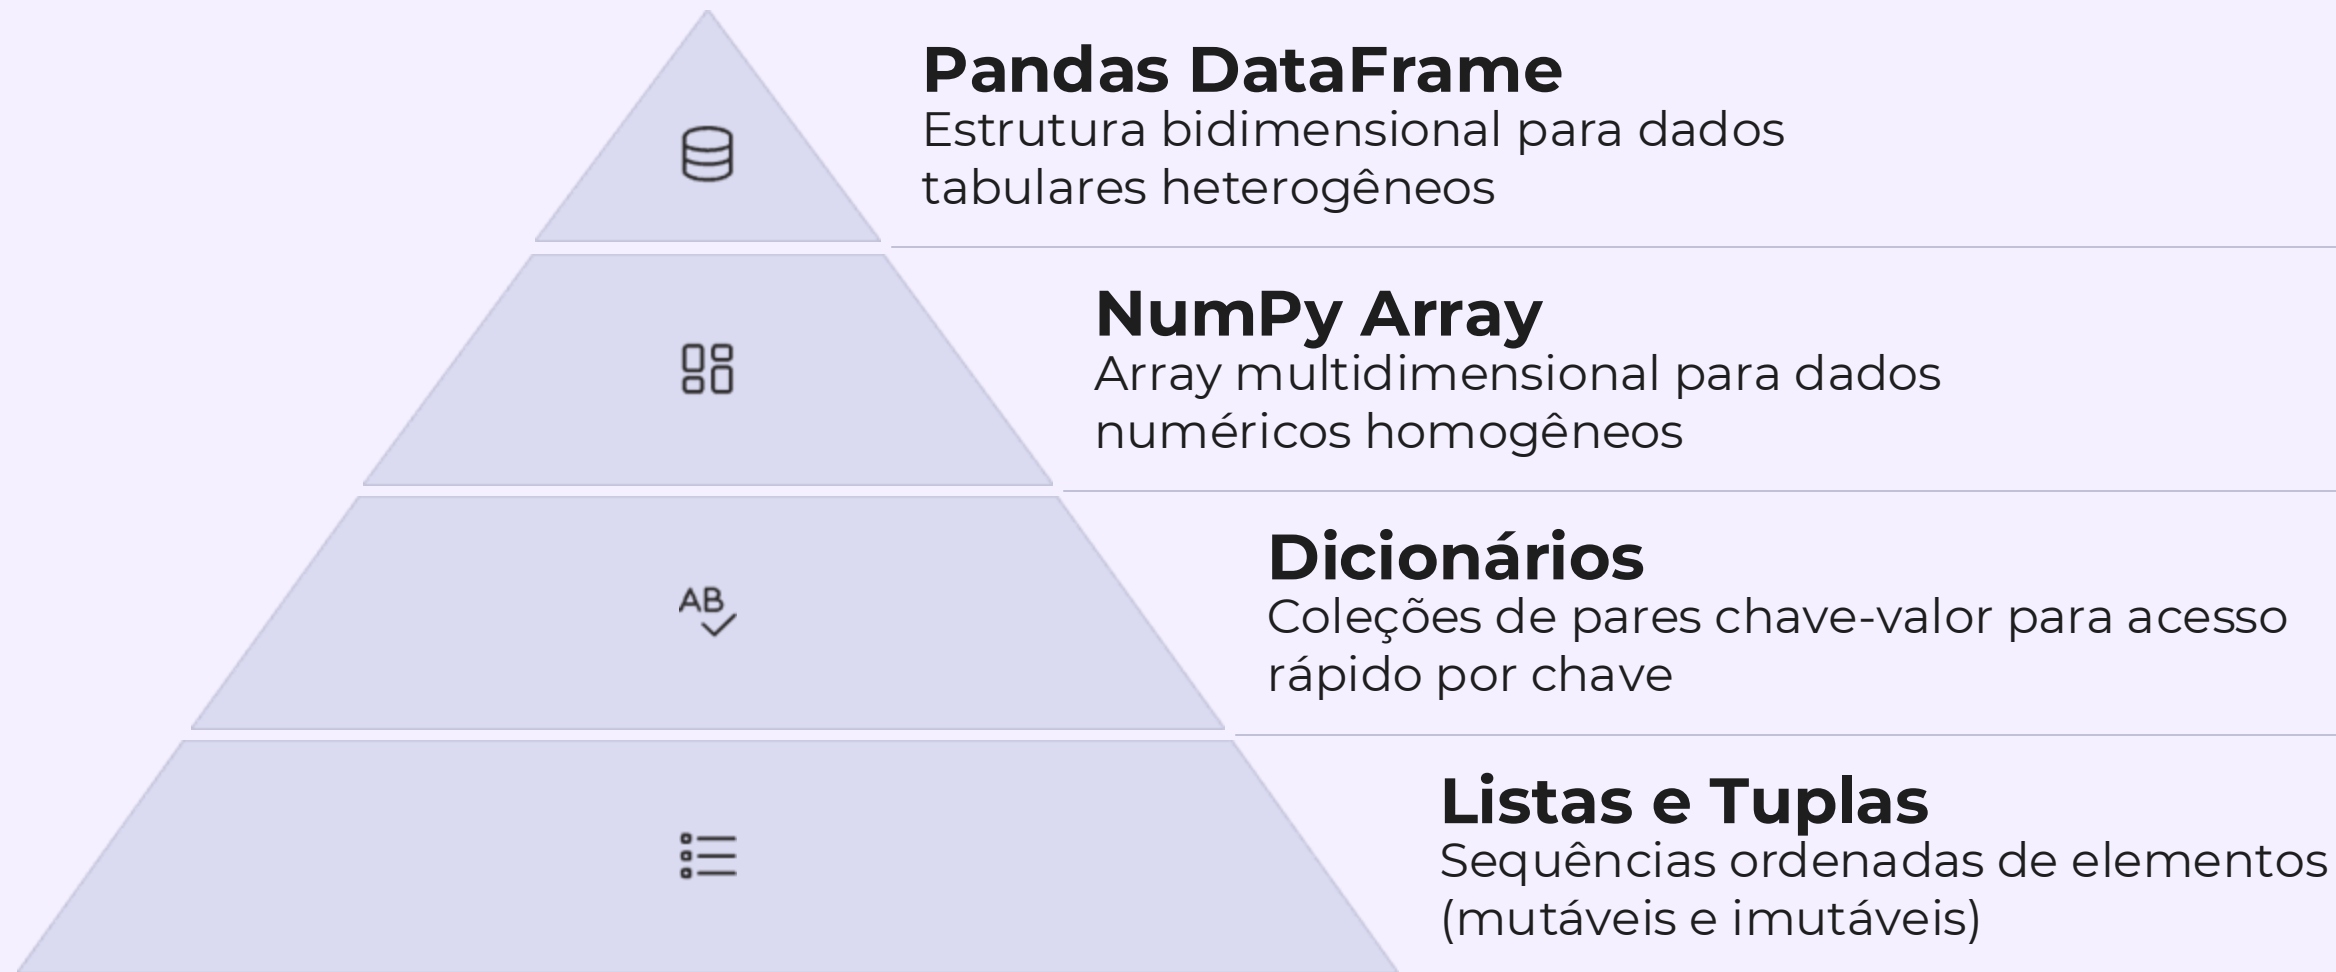 Pandas DataFrame
Estrutura bidimensional para dados
tabulares heterogêneos
NumPy Array
Array multidimensional para dados
numéricos homogêneos
AB
Dicionários
Coleções de pares chave-valor para acesso
rápido por chave
Listas e Tuplas
Sequências ordenadas de elementos
(mutáveis e imutáveis)